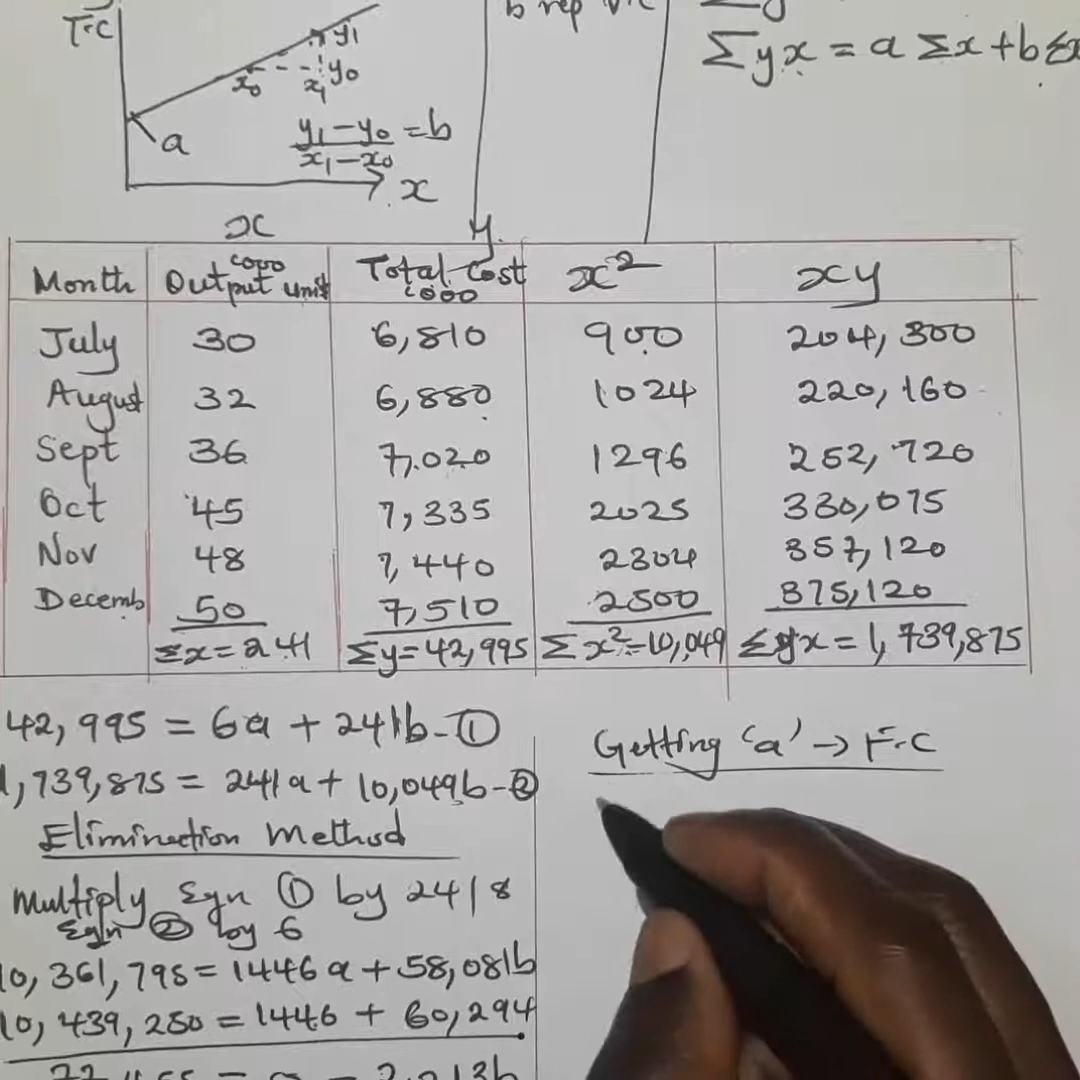 T.C
y₁
y₀
x₀
x₁
a
y₁ − y₀ = b
x₁ − x₀
x
b rep V.C
Σyx = a Σx + b Σx
x
y
Month Output unit '000 Total Cost '000 x² xy
July 30 6,810 900 204,300
August 32 6,880 1024 220,160
Sept 36 7,020 1296 252,720
Oct 45 7,335 2025 330,075
Nov 48 7,440 2304 357,120
Decemb 50 7,510 2500 375,120
Σx = 241 Σy = 42,995 Σx² = 10,049 Σyx = 1,739,875
42,995 = 6a + 241b - ①
1,739,875 = 241a + 10,049b - ②
Elimination Method
Multiply Eqn ① by 241 &
Eqn ② by 6
10,361,795 = 1446a + 58,081b
10,439,250 = 1446 + 60,294
Getting 'a' → F.C